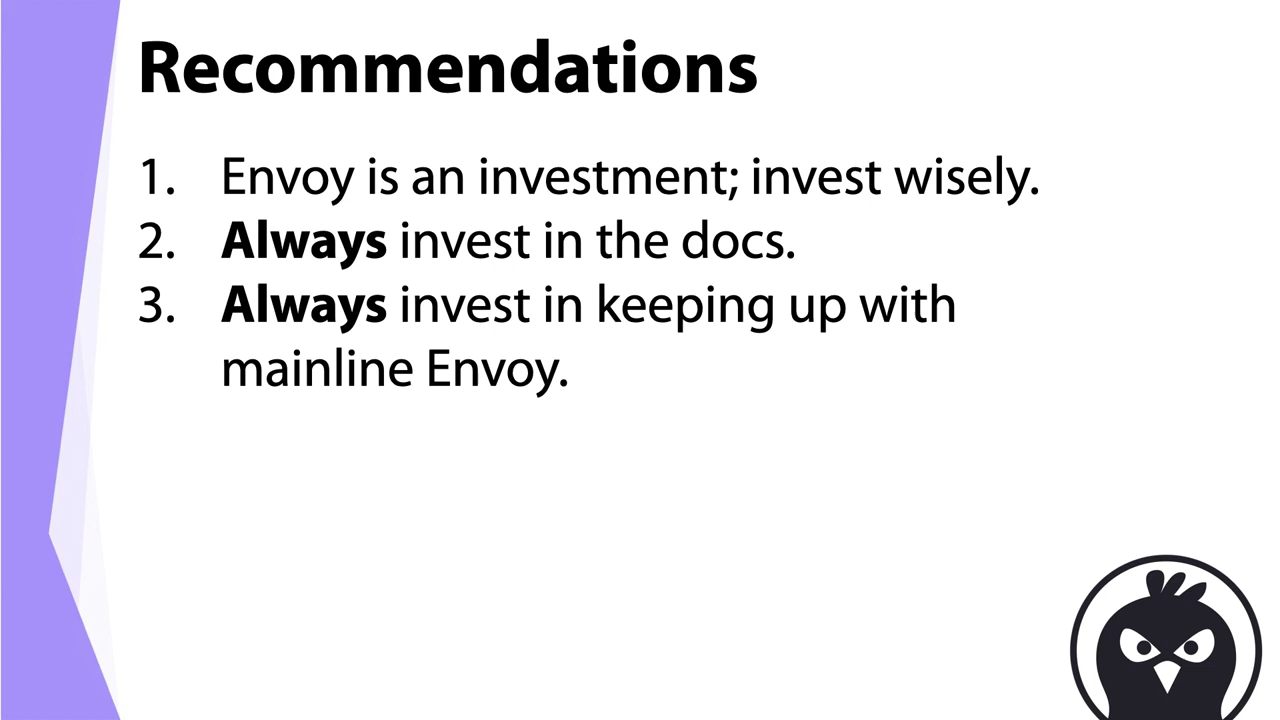 Recommendations
1. Envoy is an investment; invest wisely.
2. Always invest in the docs.
3. Always invest in keeping up with
mainline Envoy.